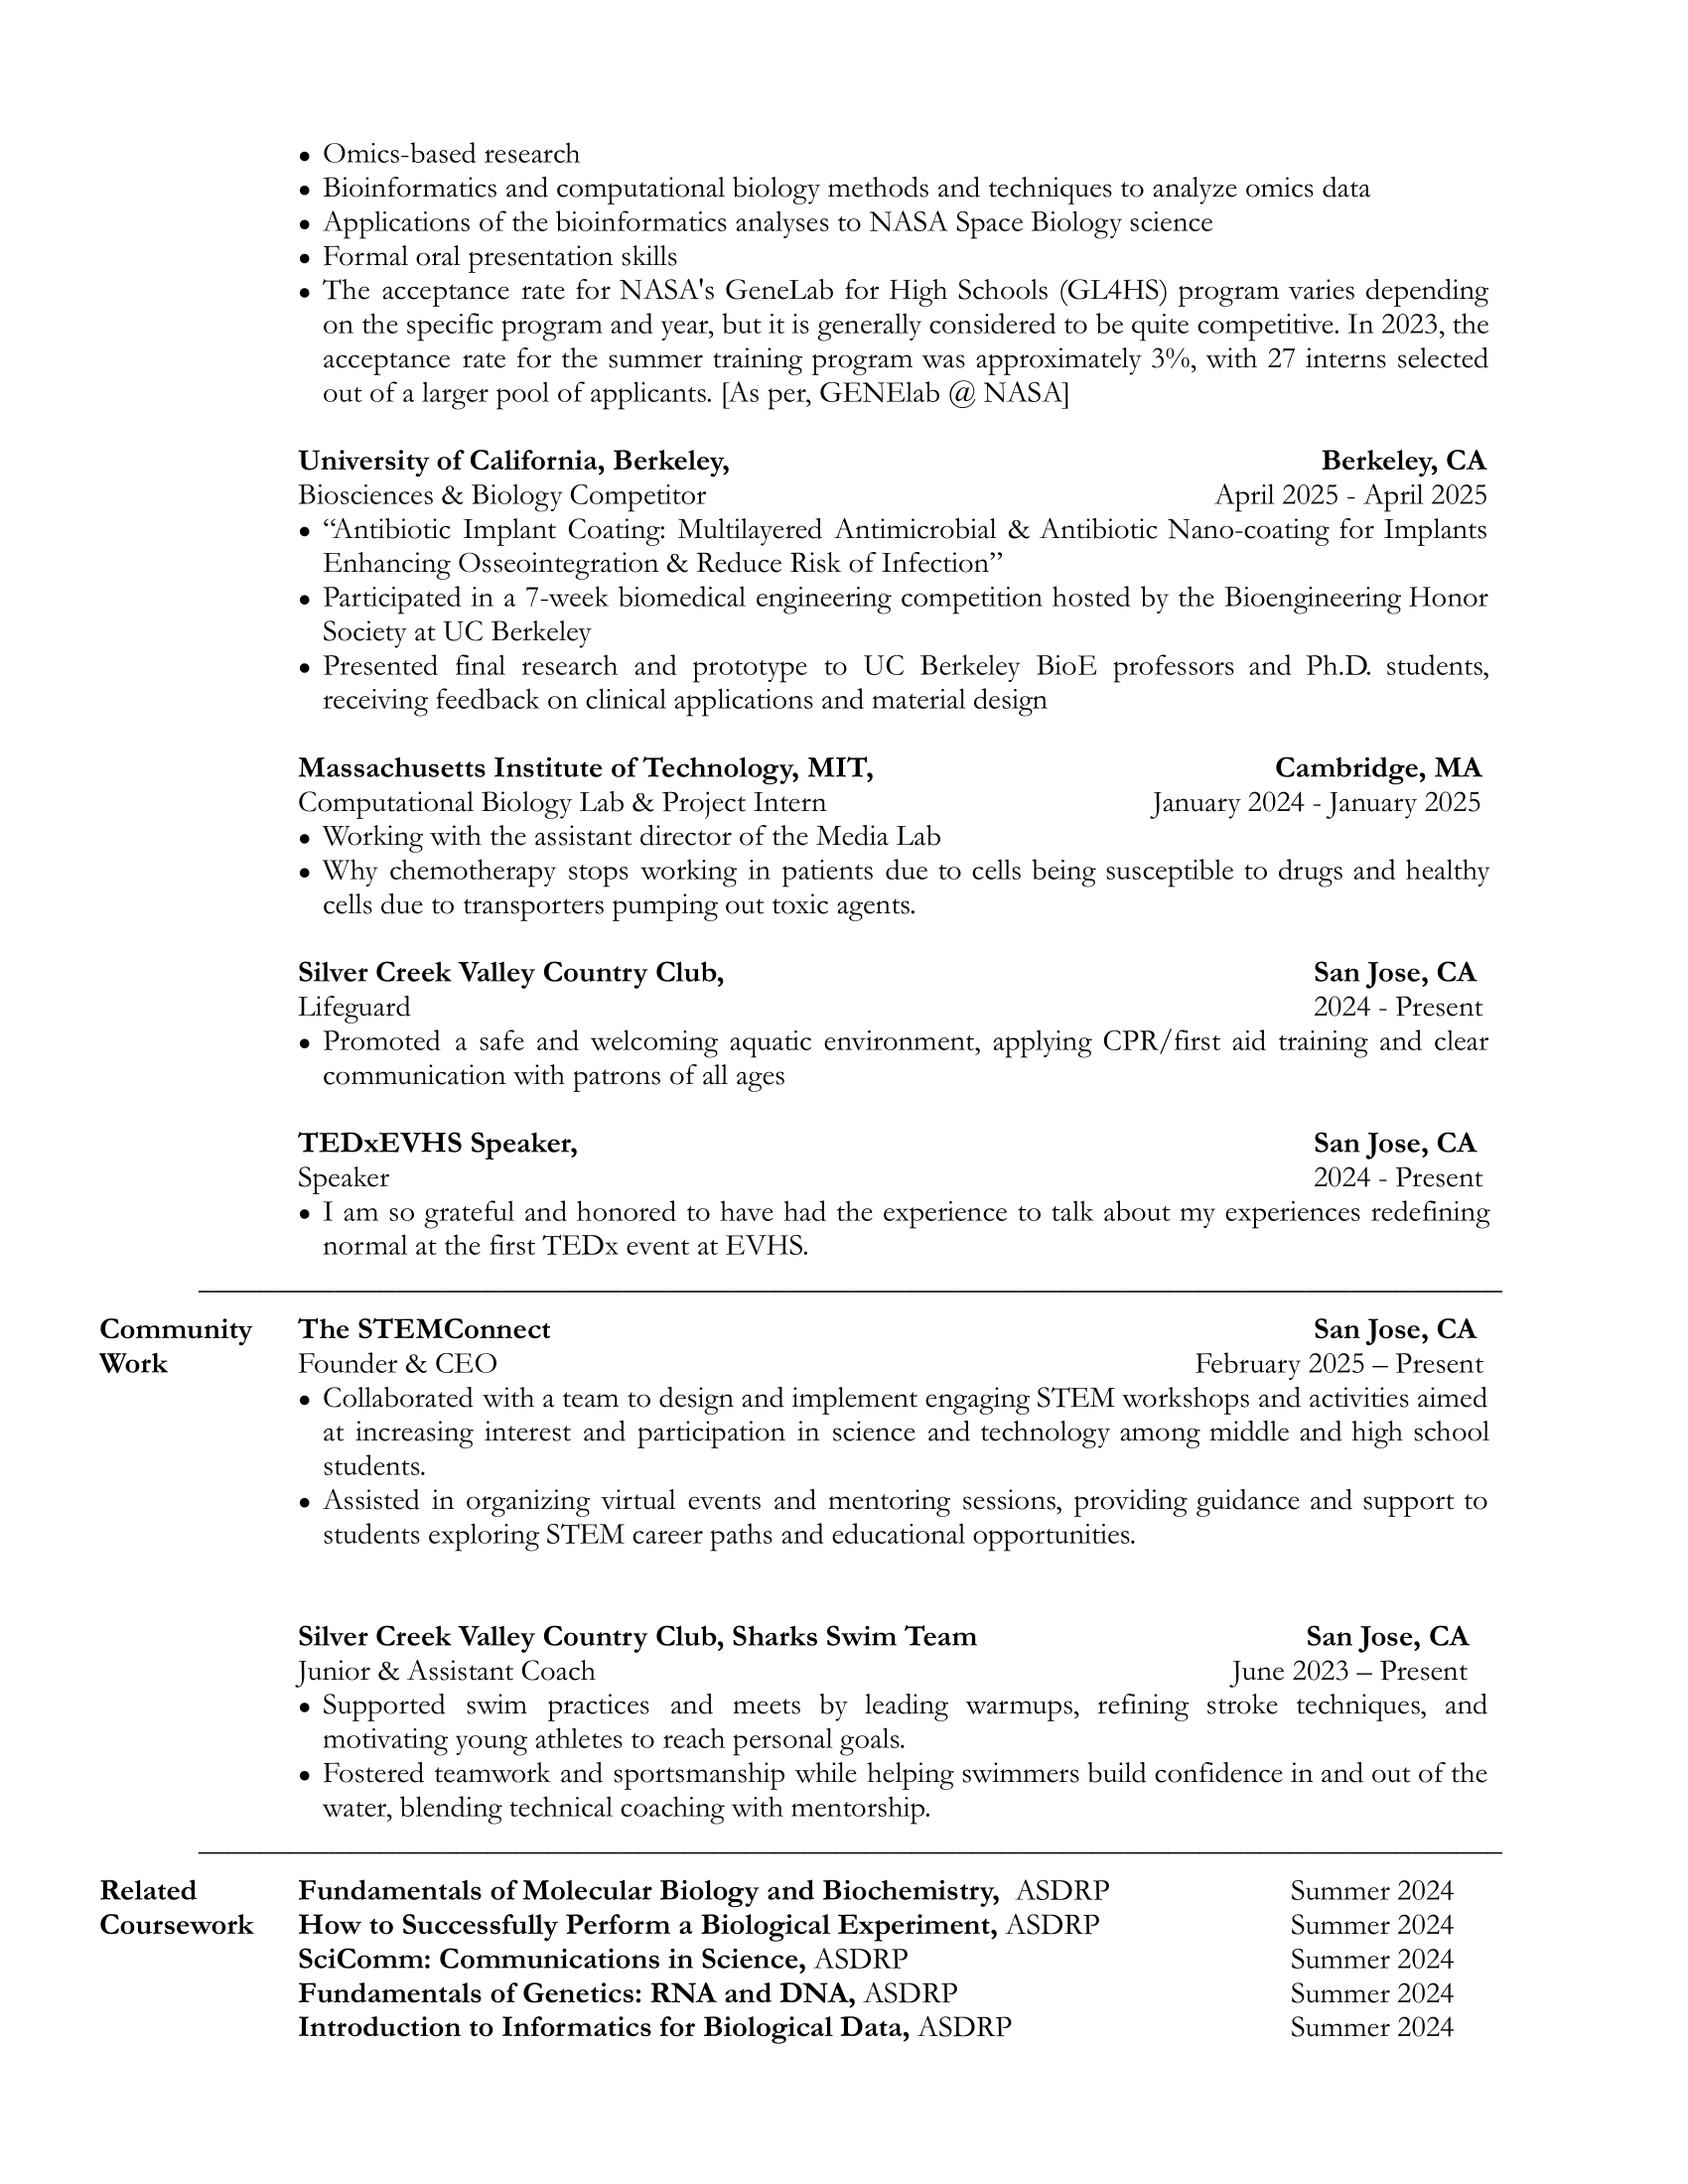 • Omics-based research
• Bioinformatics and computational biology methods and techniques to analyze omics data
• Applications of the bioinformatics analyses to NASA Space Biology science
• Formal oral presentation skills
• The acceptance rate for NASA's GeneLab for High Schools (GL4HS) program varies depending
on the specific program and year, but it is generally considered to be quite competitive. In 2023, the
acceptance rate for the summer training program was approximately 3%, with 27 interns selected
out of a larger pool of applicants. [As per, GENElab @ NASA]
University of California, Berkeley, Berkeley, CA
Biosciences & Biology Competitor April 2025 - April 2025
• “Antibiotic Implant Coating: Multilayered Antimicrobial & Antibiotic Nano-coating for Implants
Enhancing Osseointegration & Reduce Risk of Infection”
• Participated in a 7-week biomedical engineering competition hosted by the Bioengineering Honor
Society at UC Berkeley
• Presented final research and prototype to UC Berkeley BioE professors and Ph.D. students,
receiving feedback on clinical applications and material design
Massachusetts Institute of Technology, MIT, Cambridge, MA
Computational Biology Lab & Project Intern January 2024 - January 2025
• Working with the assistant director of the Media Lab
• Why chemotherapy stops working in patients due to cells being susceptible to drugs and healthy
cells due to transporters pumping out toxic agents.
Silver Creek Valley Country Club, San Jose, CA
Lifeguard 2024 - Present
• Promoted a safe and welcoming aquatic environment, applying CPR/first aid training and clear
communication with patrons of all ages
TEDxEVHS Speaker, San Jose, CA
Speaker 2024 - Present
• I am so grateful and honored to have had the experience to talk about my experiences redefining
normal at the first TEDx event at EVHS.
Community The STEMConnect San Jose, CA
Work Founder & CEO February 2025 – Present
• Collaborated with a team to design and implement engaging STEM workshops and activities aimed
at increasing interest and participation in science and technology among middle and high school
students.
• Assisted in organizing virtual events and mentoring sessions, providing guidance and support to
students exploring STEM career paths and educational opportunities.
Silver Creek Valley Country Club, Sharks Swim Team San Jose, CA
Junior & Assistant Coach June 2023 – Present
• Supported swim practices and meets by leading warmups, refining stroke techniques, and
motivating young athletes to reach personal goals.
• Fostered teamwork and sportsmanship while helping swimmers build confidence in and out of the
water, blending technical coaching with mentorship.
Related Fundamentals of Molecular Biology and Biochemistry, ASDRP Summer 2024
Coursework How to Successfully Perform a Biological Experiment, ASDRP Summer 2024
SciComm: Communications in Science, ASDRP Summer 2024
Fundamentals of Genetics: RNA and DNA, ASDRP Summer 2024
Introduction to Informatics for Biological Data, ASDRP Summer 2024